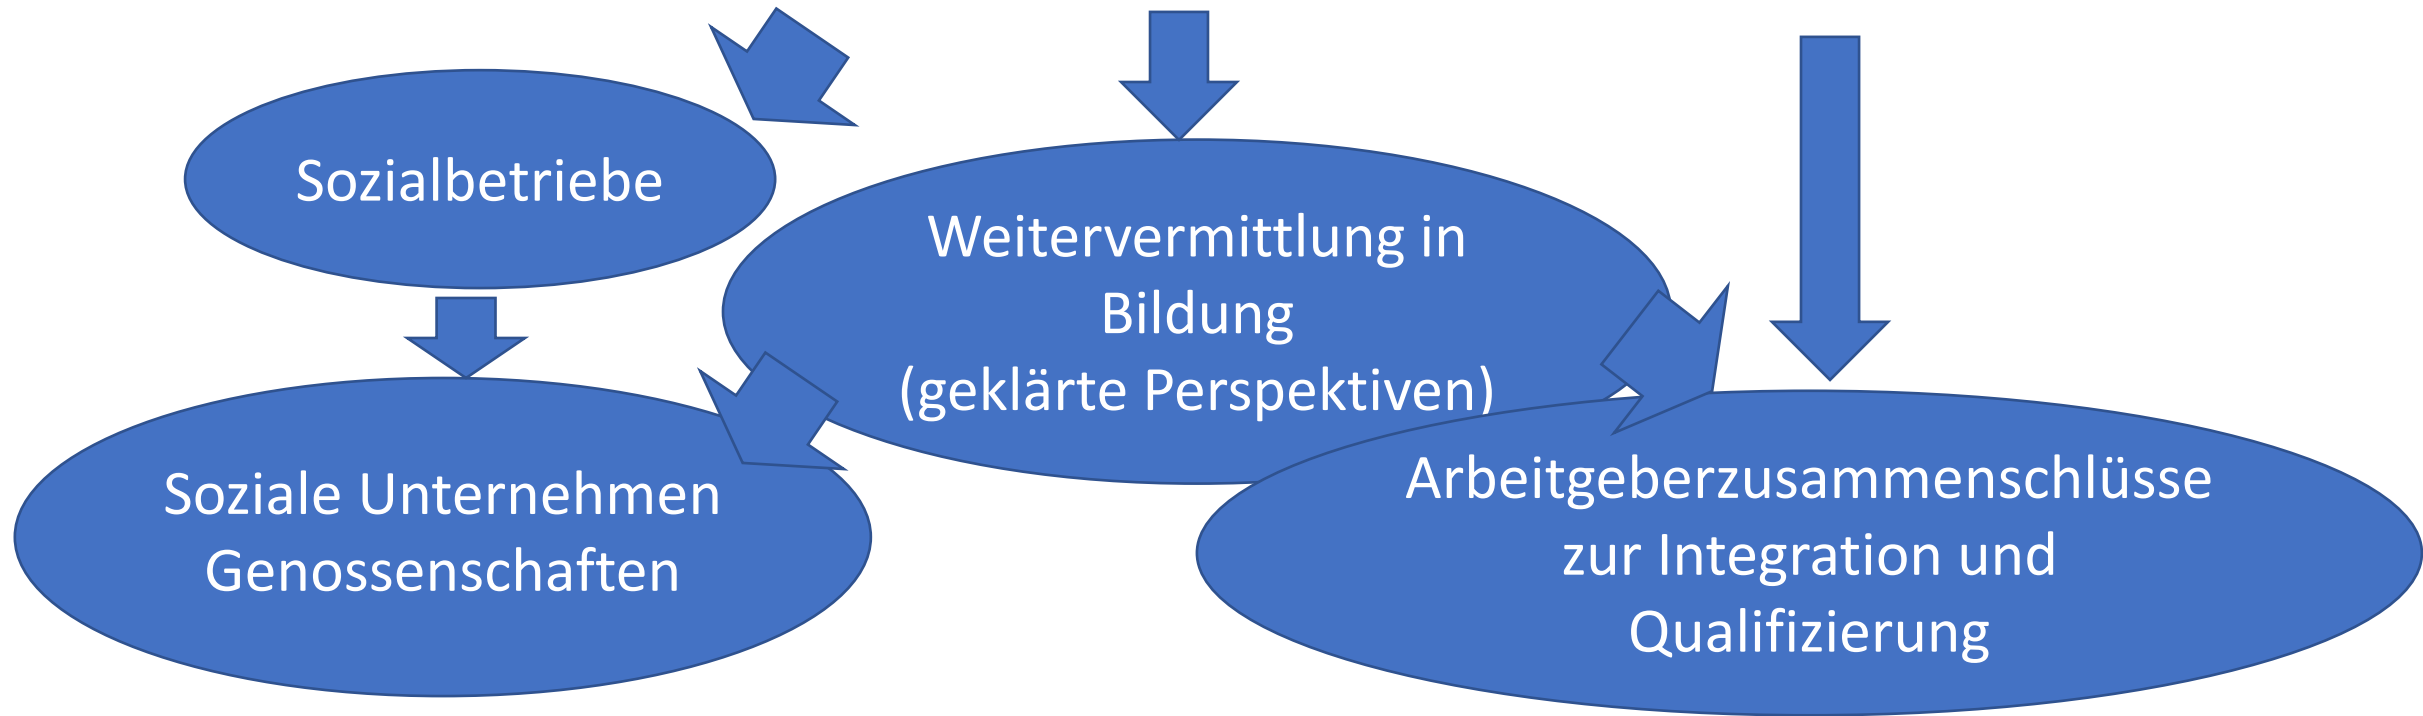 Sozialbetriebe
Weitervermittlung in
Bildung
(geklärte Perspektiven)
Soziale Unternehmen
Genossenschaften
Arbeitgeberzusammenschlüsse
zur Integration und
Qualifizierung